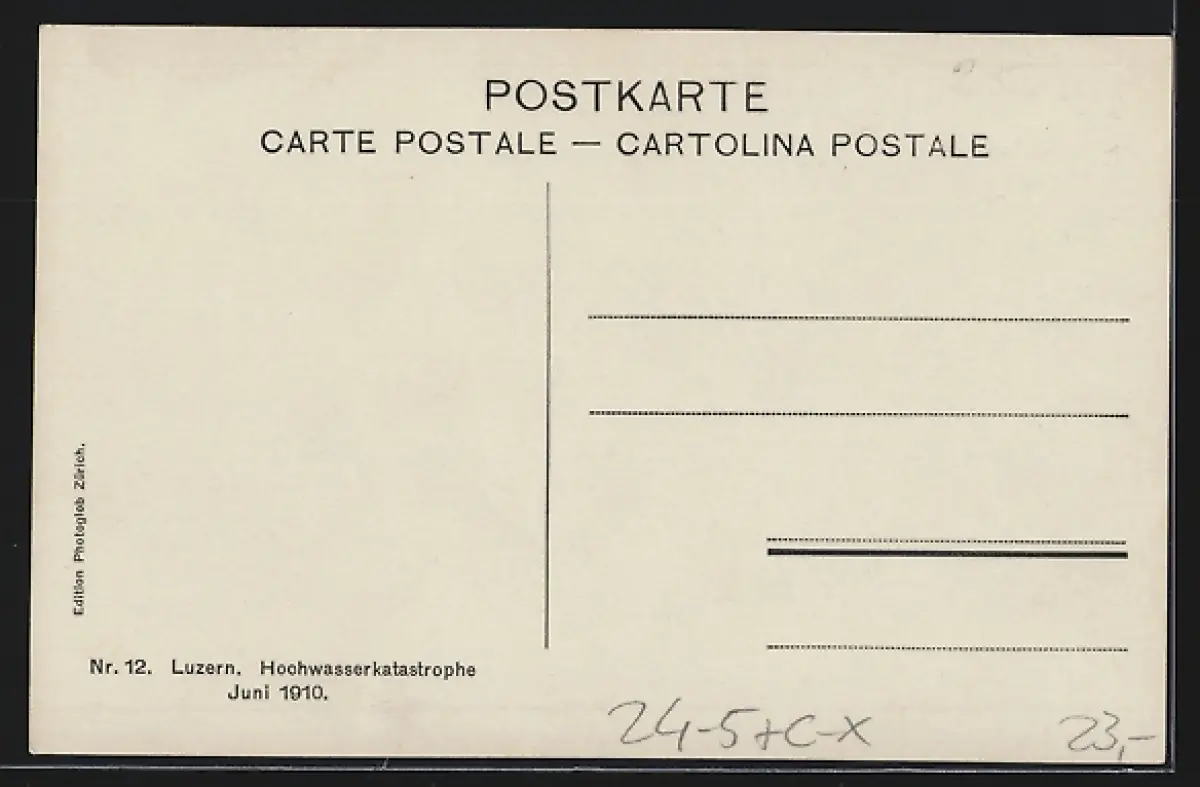 POSTKARTE
CARTE POSTALE — CARTOLINA POSTALE
Edition Photoglob Zürich.
Nr. 12. Luzern. Hochwasserkatastrophe
Juni 1910.
24-5+C-X
23,-